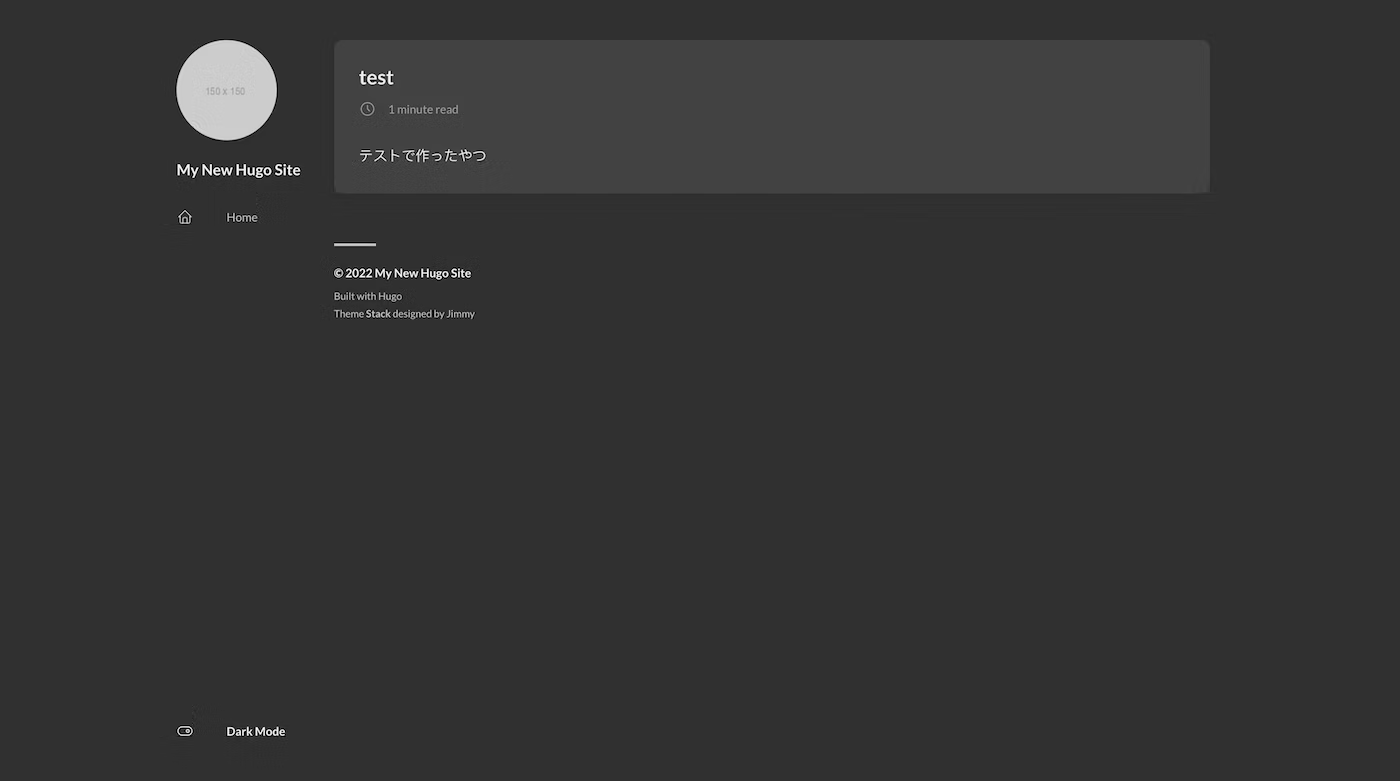 150 x 150
My New Hugo Site
Home
Dark Mode
test
1 minute read
テストで作ったやつ
© 2022 My New Hugo Site
Built with Hugo
Theme Stack designed by Jimmy